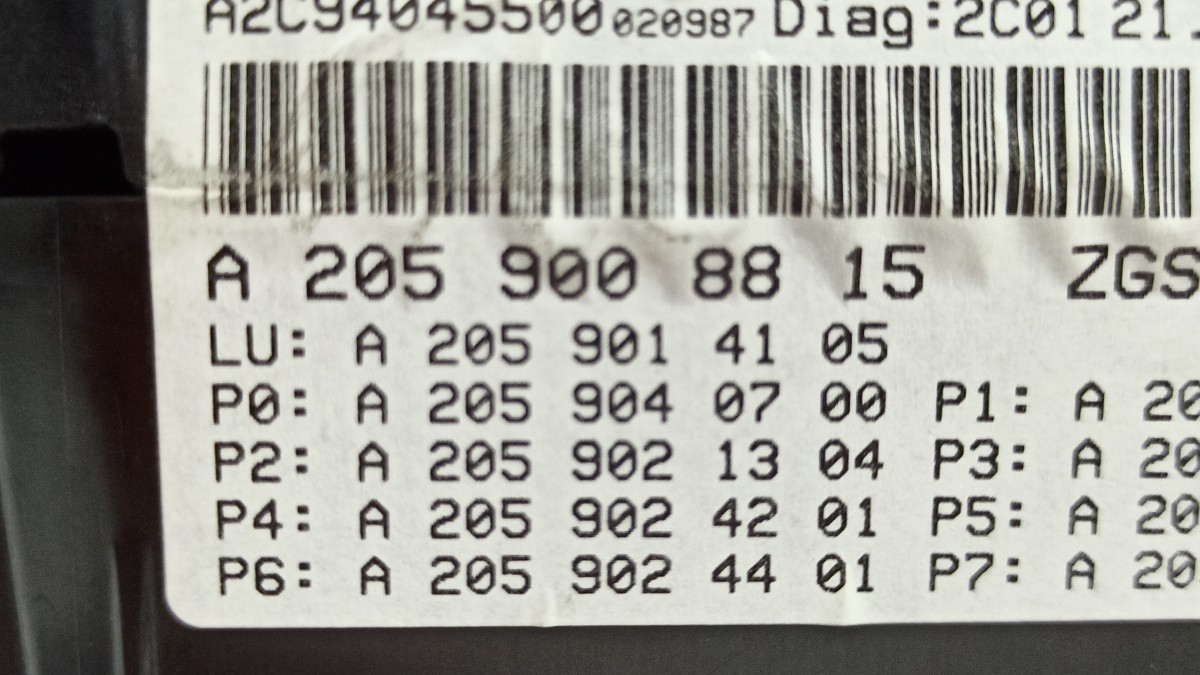 A2C94045500 020987 Diag:2C01 21.
A 205 900 88 15 ZGS
LU: A 205 901 41 05
P0: A 205 904 07 00 P1: A 20
P2: A 205 902 13 04 P3: A 20
P4: A 205 902 42 01 P5: A 20
P6: A 205 902 44 01 P7: A 20